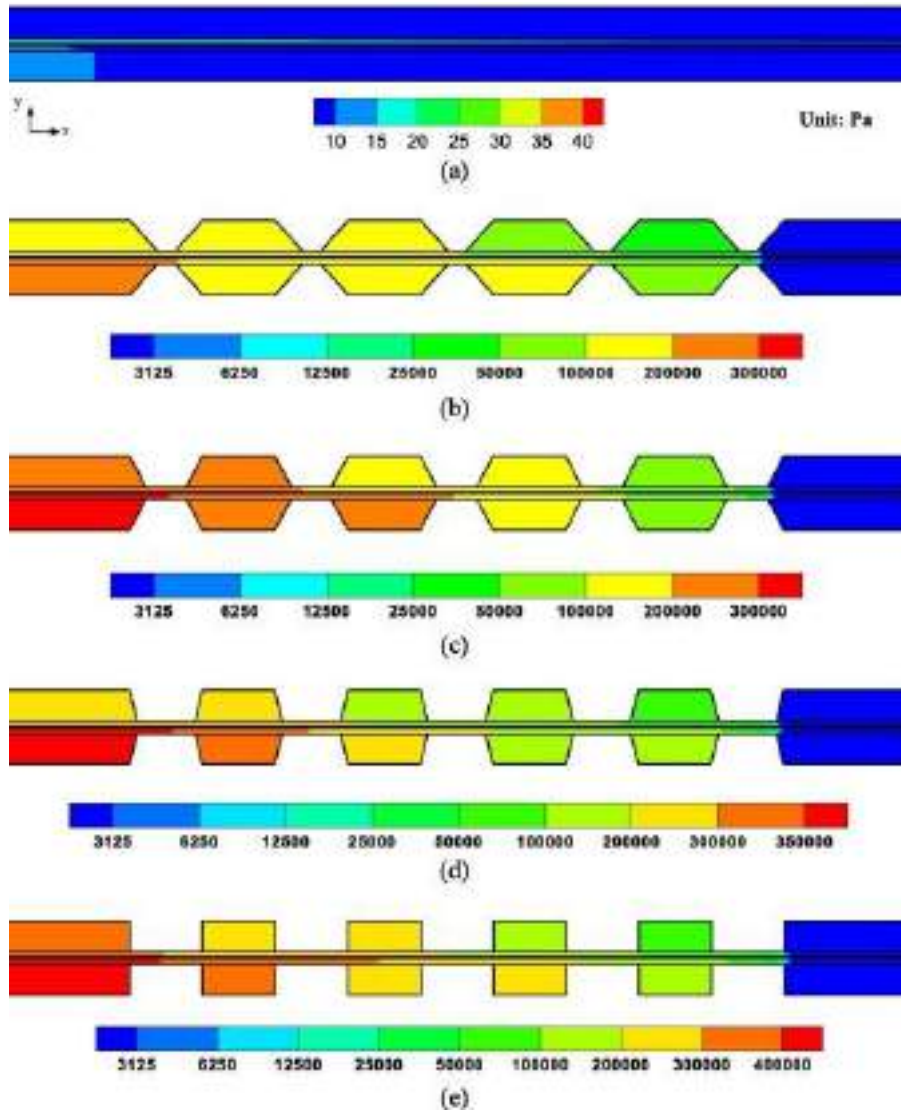 y
x
Unit: Pa
10 15 20 25 30 35 40
(a)
3125 6250 12500 25000 50000 100000 200000 300000
(b)
3125 6250 12500 25000 50000 100000 200000 300000
(c)
3125 6250 12500 25000 50000 100000 200000 300000 350000
(d)
3125 6250 12500 25000 50000 100000 200000 300000 400000
(e)